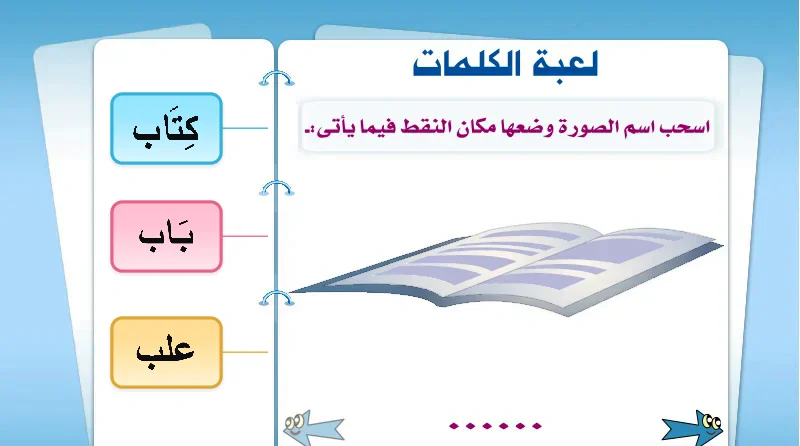 لعبة الكلمات
اسحب اسم الصورة وضعها مكان النقط فيما يأتى :ـ
كِتَاب
بَاب
علب
......